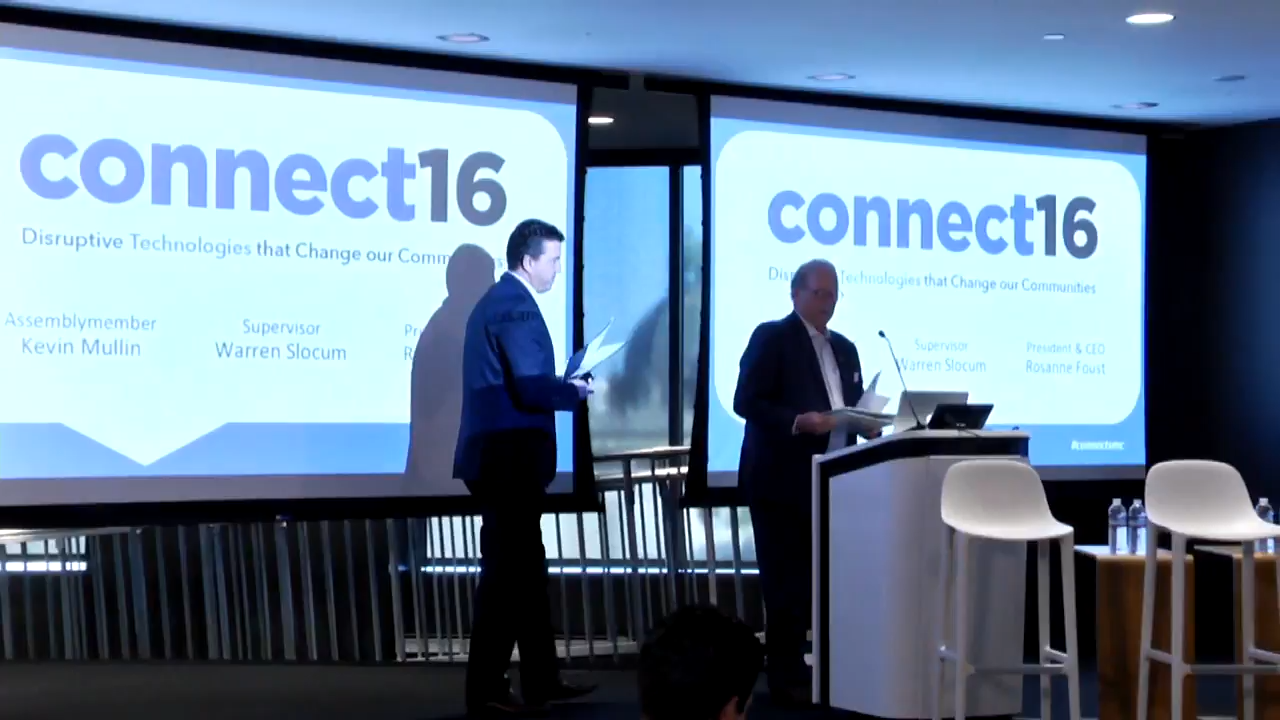 connect16
Disruptive Technologies that Change our
Assemblymember
Kevin Mullin
Supervisor
Warren Slocum
connect16
Technologies that Change our Communities
Supervisor
Warren Slocum
President & CEO
Rosanne Foust
#connectsmc